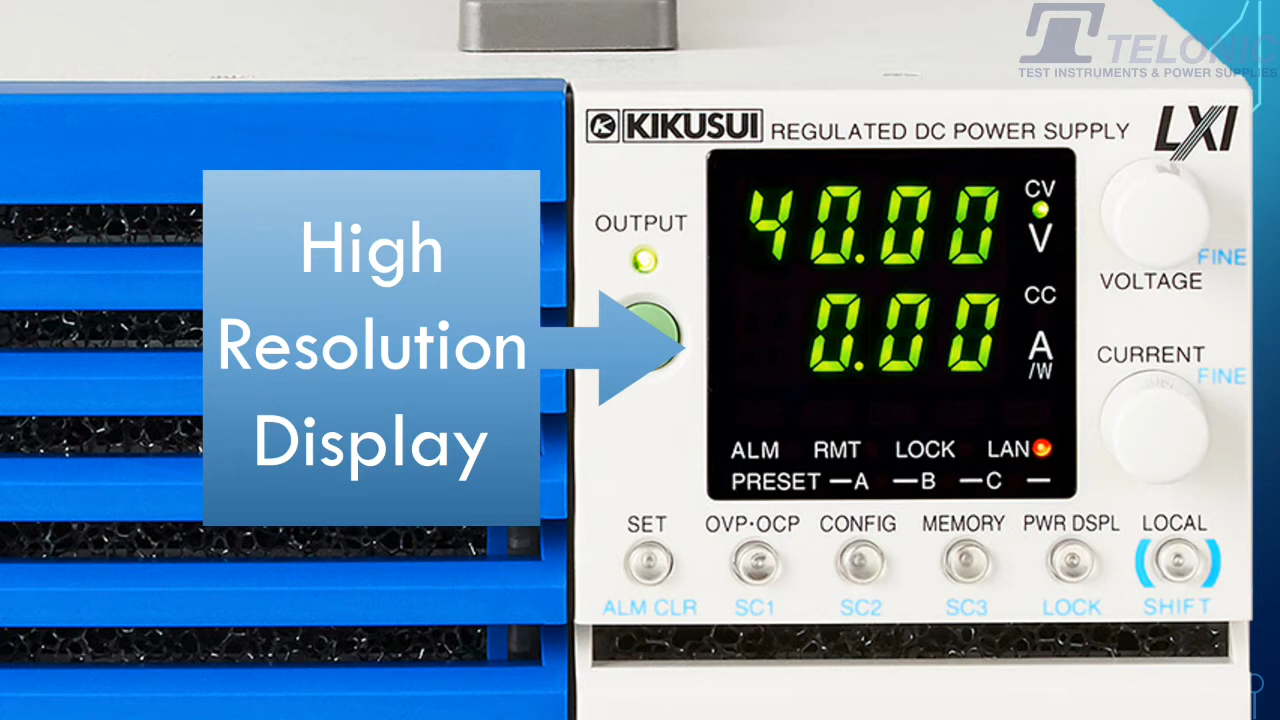 TELONIC
TEST INSTRUMENTS & POWER SUPPLIES
KIKUSUI REGULATED DC POWER SUPPLY LXI
High
Resolution
Display
OUTPUT
40.00 CV V
0.00 CC A/W
VOLTAGE FINE
CURRENT FINE
ALM RMT LOCK LAN
PRESET —A —B —C —
SET OVP·OCP CONFIG MEMORY PWR DSPL LOCAL
ALM CLR SC1 SC2 SC3 LOCK SHIFT